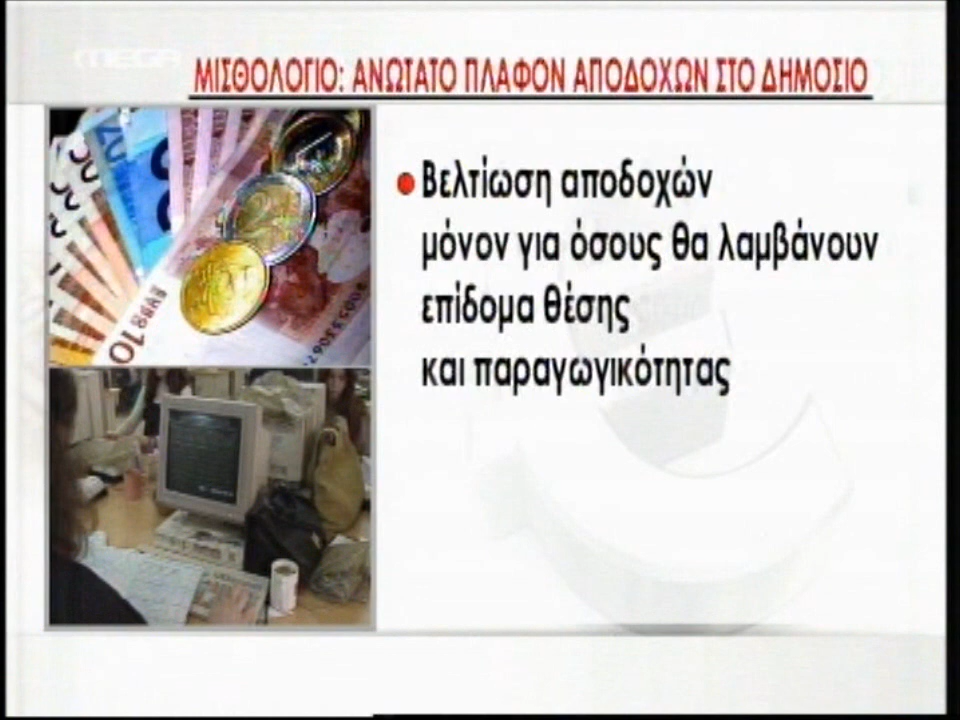 MEGA
ΜΙΣΘΟΛΟΓΙΟ: ΑΝΩΤΑΤΟ ΠΛΑΦΟΝ ΑΠΟΔΟΧΩΝ ΣΤΟ ΔΗΜΟΣΙΟ
Βελτίωση αποδοχών
μόνον για όσους θα λαμβάνουν
επίδομα θέσης
και παραγωγικότητας